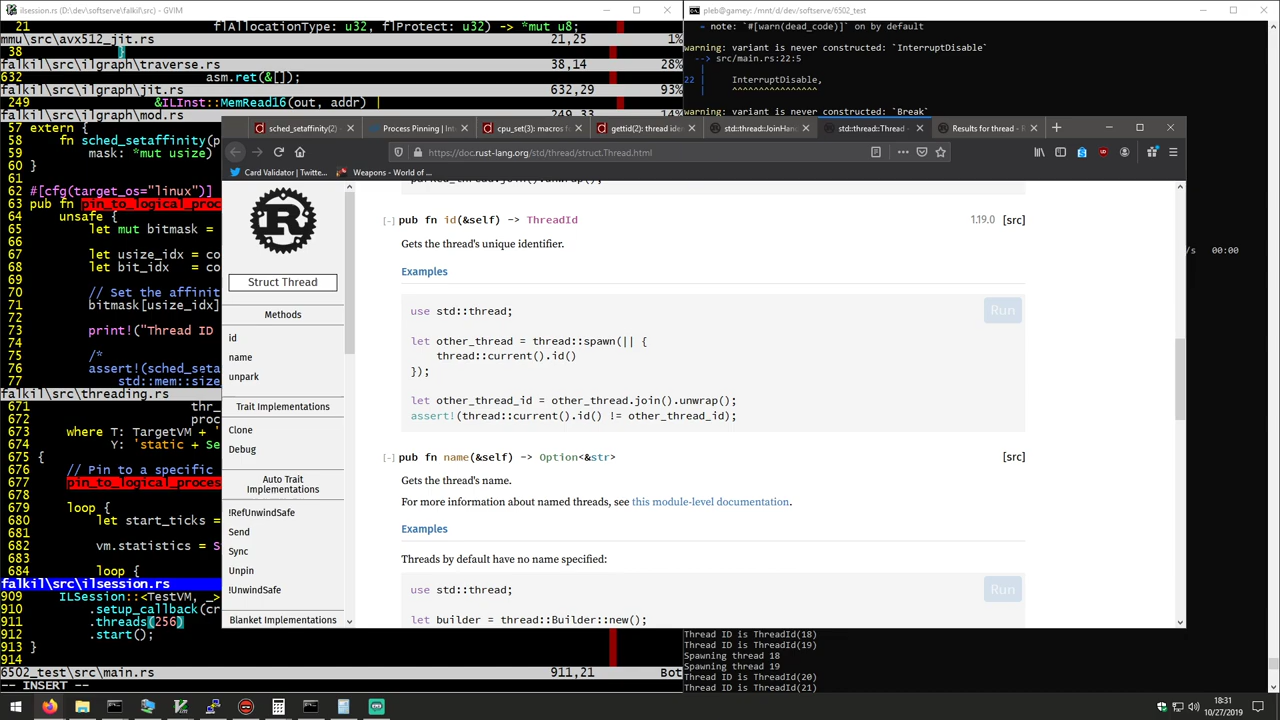 ilsession.rs (D:\dev\softserve\falkil\src) - GVIM
21 flAllocationType: u32, flProtect: u32) -> *mut u8;
mmu\src\avx512_jit.rs 21,25 1%
38 }
falkil\src\ilgraph\traverse.rs 38,14 28%
632 asm.ret(&[]);
falkil\src\ilgraph\jit.rs 632,29 93%
249 &ILInst::MemRead16(out, addr) |
falkil\src\ilgraph\mod.rs 249,33 14%
57 extern {
58 fn sched_setaffinity(p
59 mask: *mut usize)
60 }
61
62 #[cfg(target_os="linux")]
63 pub fn pin_to_logical_proc
64 unsafe {
65 let mut bitmask =
66
67 let usize_idx = co
68 let bit_idx = co
69
70 // Set the affinit
71 bitmask[usize_idx]
72
73 print!("Thread ID
74
75 /*
76 assert!(sched_seta
77 std::mem::size
falkil\src\threading.rs
671 thr_
672 proc
673 where T: TargetVM + '
674 Y: 'static + Se
675 {
676 // Pin to a specific
677 pin_to_logical_proces
678
679 loop {
680 let start_ticks =
681
682 vm.statistics = S
683
684 loop {
falkil\src\ilsession.rs
909 ILSession::<TestVM, _>
910 .setup_callback(cr
911 .threads(256)
912 .start();
913 }
914
6502_test\src\main.rs 911,21 Bot
-- INSERT --
pleb@gamey: /mnt/d/dev/softserve/6502_test
note: `#[warn(dead_code)]` on by default
warning: variant is never constructed: `InterruptDisable`
--> src/main.rs:22:5
|
22 | InterruptDisable,
| ^^^^^^^^^^^^^^^^
warning: variant is never constructed: `Break`
/s 00:00
sched_setaffinity(2)
Process Pinning | Int
cpu_set(3): macros f
gettid(2): thread ide
std::thread::JoinHand
std::thread::Thread -
Results for thread - B
https://doc.rust-lang.org/std/thread/struct.Thread.html
Card Validator | Twitte...
Weapons - World of ...
Struct Thread
Methods
id
name
unpark
Trait Implementations
Clone
Debug
Auto Trait
Implementations
!RefUnwindSafe
Send
Sync
Unpin
!UnwindSafe
Blanket Implementations
parked_thread.join().unwrap();
[-] pub fn id(&self) -> ThreadId 1.19.0 [src]
Gets the thread's unique identifier.
Examples
Run
use std::thread;
let other_thread = thread::spawn(|| {
thread::current().id()
});
let other_thread_id = other_thread.join().unwrap();
assert!(thread::current().id() != other_thread_id);
[-] pub fn name(&self) -> Option<&str> [src]
Gets the thread's name.
For more information about named threads, see this module-level documentation.
Examples
Threads by default have no name specified:
Run
use std::thread;
let builder = thread::Builder::new();
Thread ID is ThreadId(18)
Thread ID is ThreadId(19)
Spawning thread 18
Spawning thread 19
Thread ID is ThreadId(20)
Thread ID is ThreadId(21)
18:31
10/27/2019